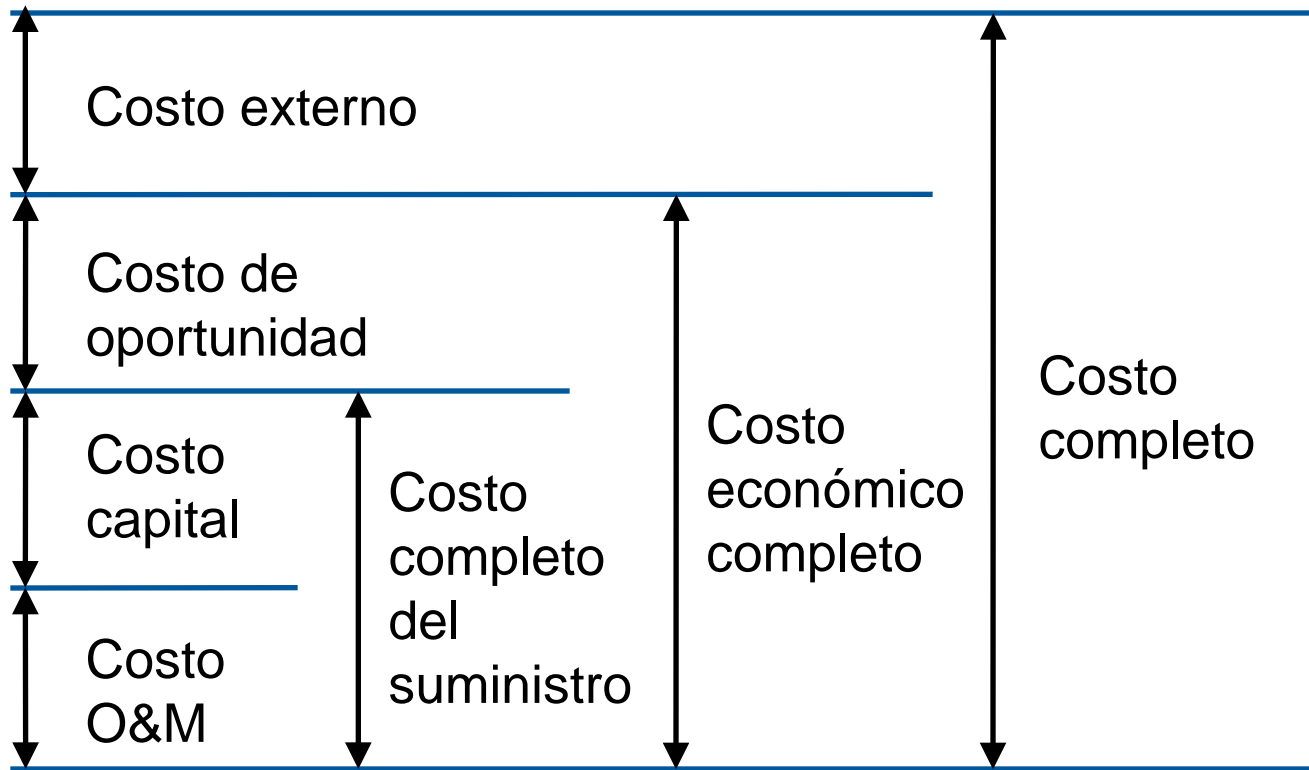 Costo externo
Costo de
oportunidad
Costo
capital
Costo
O&M
Costo
completo
del
suministro
Costo
económico
completo
Costo
completo